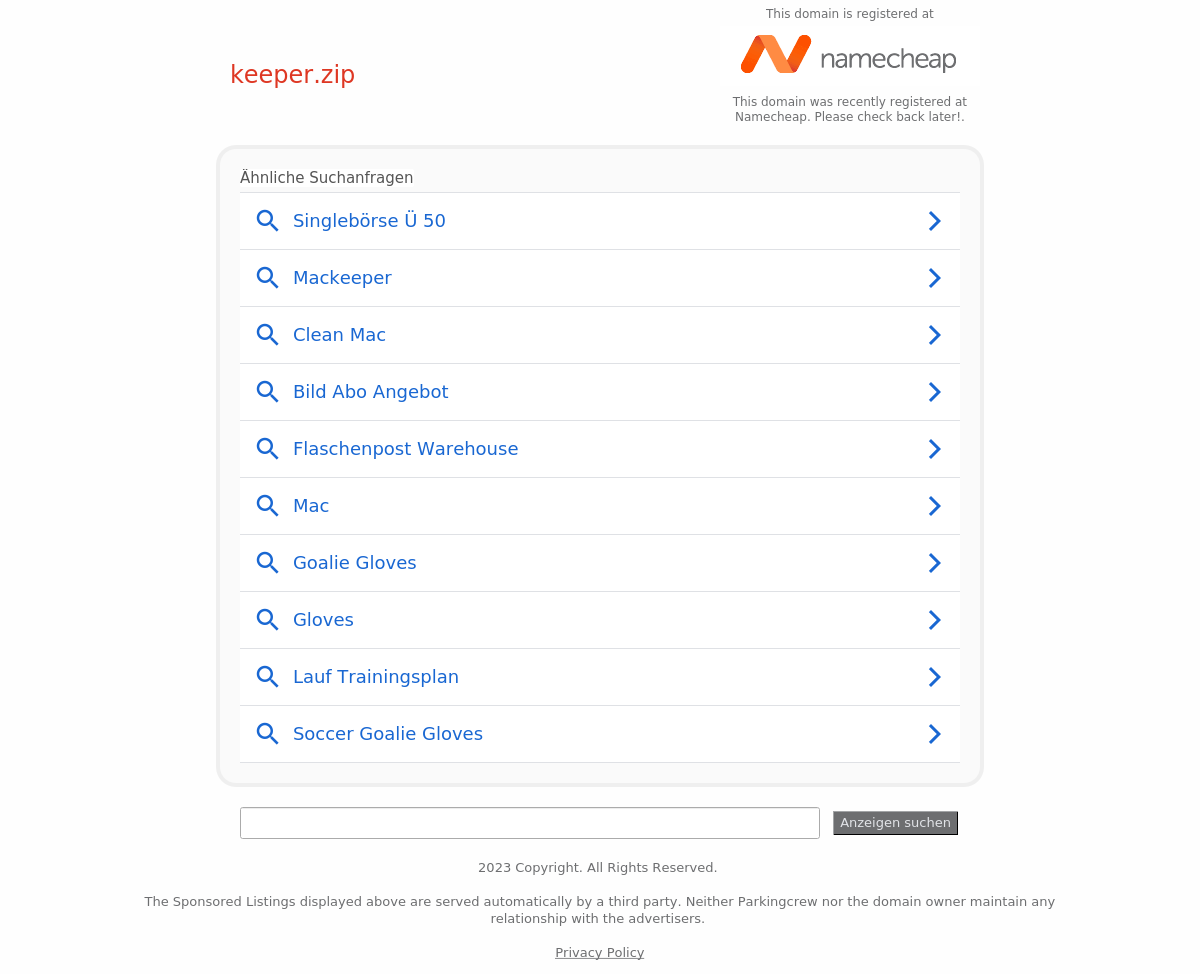 This domain is registered at
keeper.zip
namecheap
This domain was recently registered at
Namecheap. Please check back later!.
Ähnliche Suchanfragen
Singlebörse Ü 50
Mackeeper
Clean Mac
Bild Abo Angebot
Flaschenpost Warehouse
Mac
Goalie Gloves
Gloves
Lauf Trainingsplan
Soccer Goalie Gloves
Anzeigen suchen
2023 Copyright. All Rights Reserved.
The Sponsored Listings displayed above are served automatically by a third party. Neither Parkingcrew nor the domain owner maintain any
relationship with the advertisers.
Privacy Policy